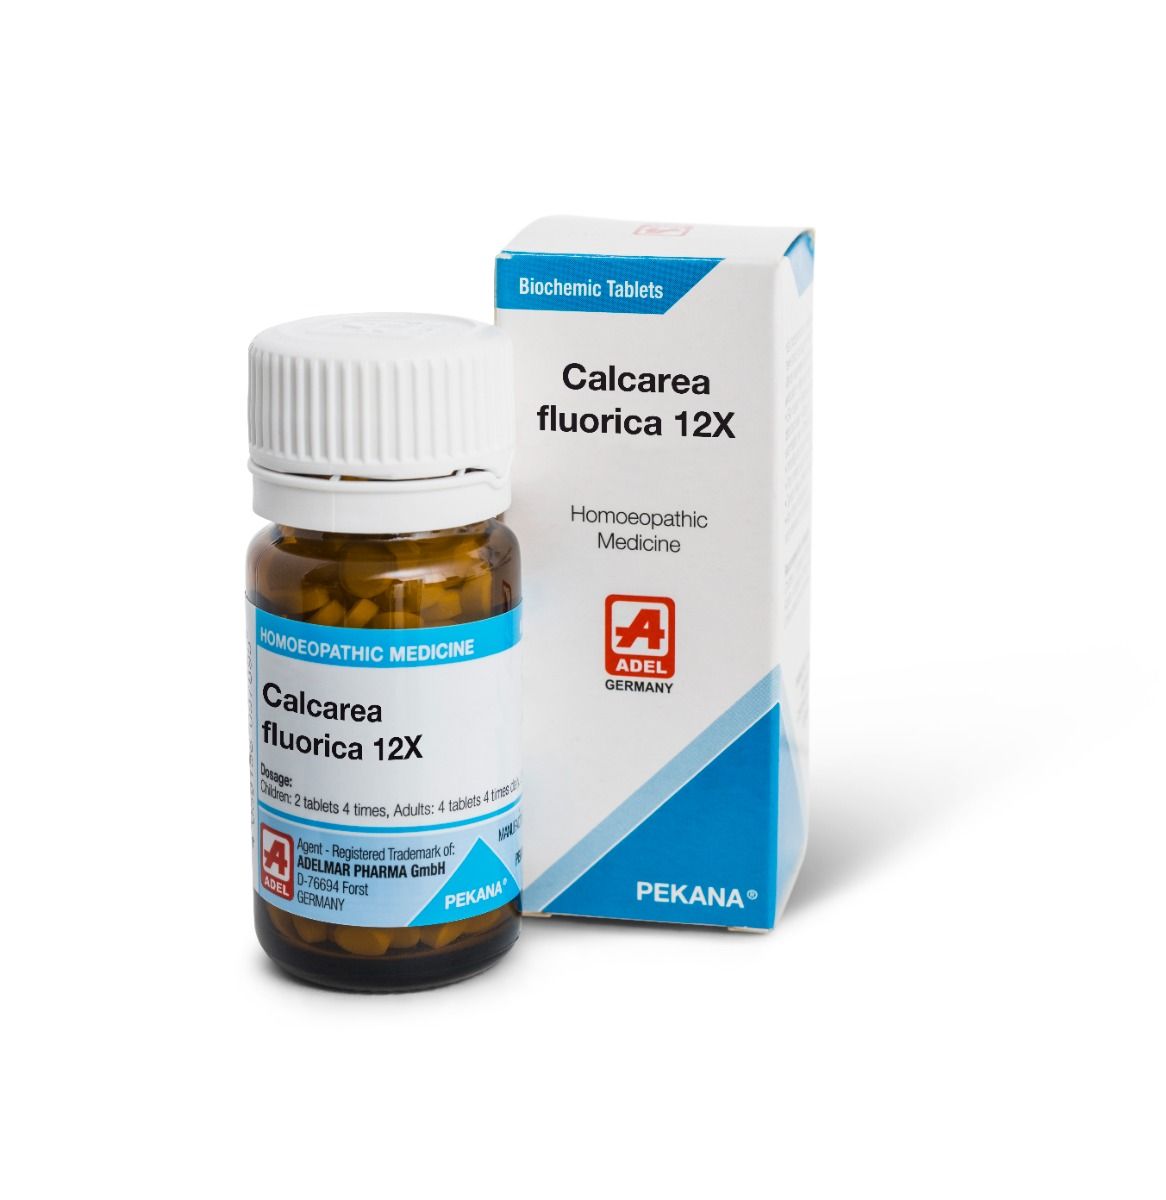 Biochemic Tablets
Calcarea
fluorica 12X
Homoeopathic
Medicine
A
ADEL
GERMANY
PEKANA®
HOMOEOPATHIC MEDICINE
Calcarea
fluorica 12X
Dosage:
Children: 2 tablets 4 times, Adults: 4 tablets 4 times
A
ADEL
Agent - Registered Trademark of:
ADELMAR PHARMA GmbH
D-76694 Forst
GERMANY
PEKANA®